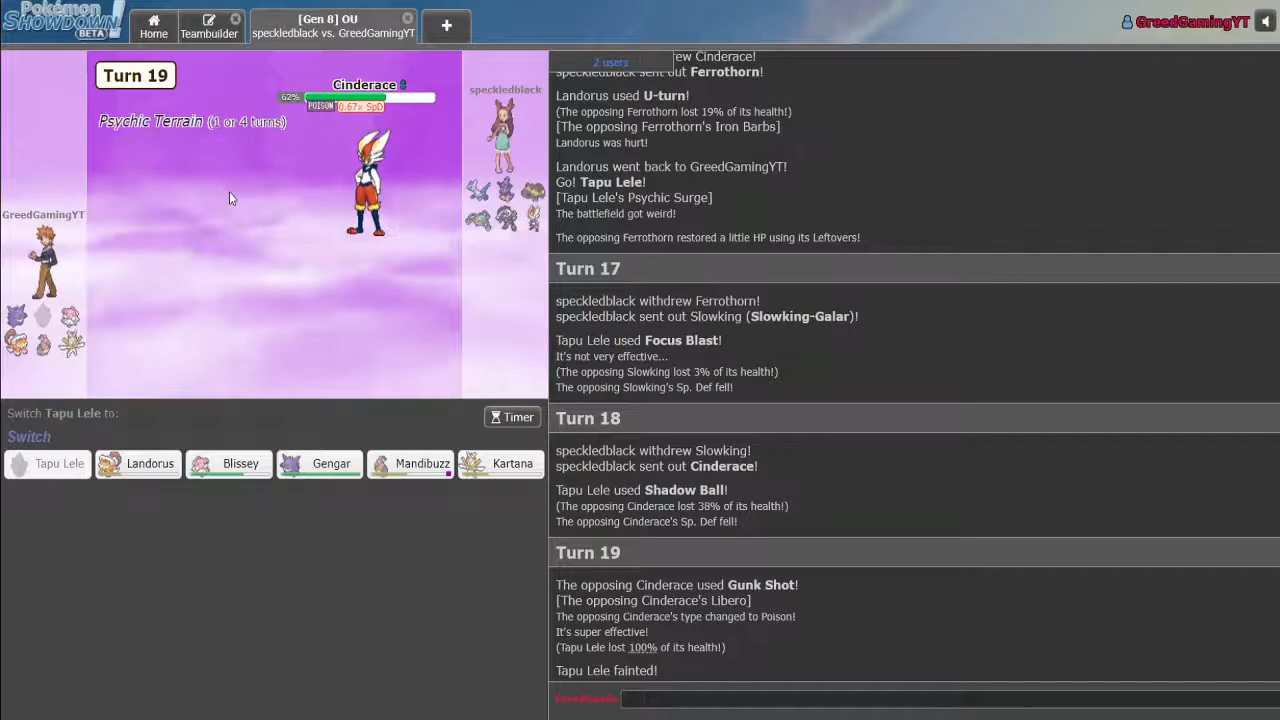 Pokémon
SHOWDOWN!
BETA
Home
Teambuilder
[Gen 8] OU
speckledblack vs. GreedGamingYT
+
GreedGamingYT
Turn 19
Cinderace
62%
POISON 0.67x SpD
Psychic Terrain (1 or 4 turns)
speckledblack
GreedGamingYT
Switch Tapu Lele to:
Timer
Switch
Tapu Lele
Landorus
Blissey
Gengar
Mandibuzz
Kartana
2 users
rew Cinderace!
speckledblack sent out Ferrothorn!
Landorus used U-turn!
(The opposing Ferrothorn lost 19% of its health!)
[The opposing Ferrothorn's Iron Barbs]
Landorus was hurt!
Landorus went back to GreedGamingYT!
Go! Tapu Lele!
[Tapu Lele's Psychic Surge]
The battlefield got weird!
The opposing Ferrothorn restored a little HP using its Leftovers!
Turn 17
speckledblack withdrew Ferrothorn!
speckledblack sent out Slowking (Slowking-Galar)!
Tapu Lele used Focus Blast!
It's not very effective...
(The opposing Slowking lost 3% of its health!)
The opposing Slowking's Sp. Def fell!
Turn 18
speckledblack withdrew Slowking!
speckledblack sent out Cinderace!
Tapu Lele used Shadow Ball!
(The opposing Cinderace lost 38% of its health!)
The opposing Cinderace's Sp. Def fell!
Turn 19
The opposing Cinderace used Gunk Shot!
[The opposing Cinderace's Libero]
The opposing Cinderace's type changed to Poison!
It's super effective!
(Tapu Lele lost 100% of its health!)
Tapu Lele fainted!